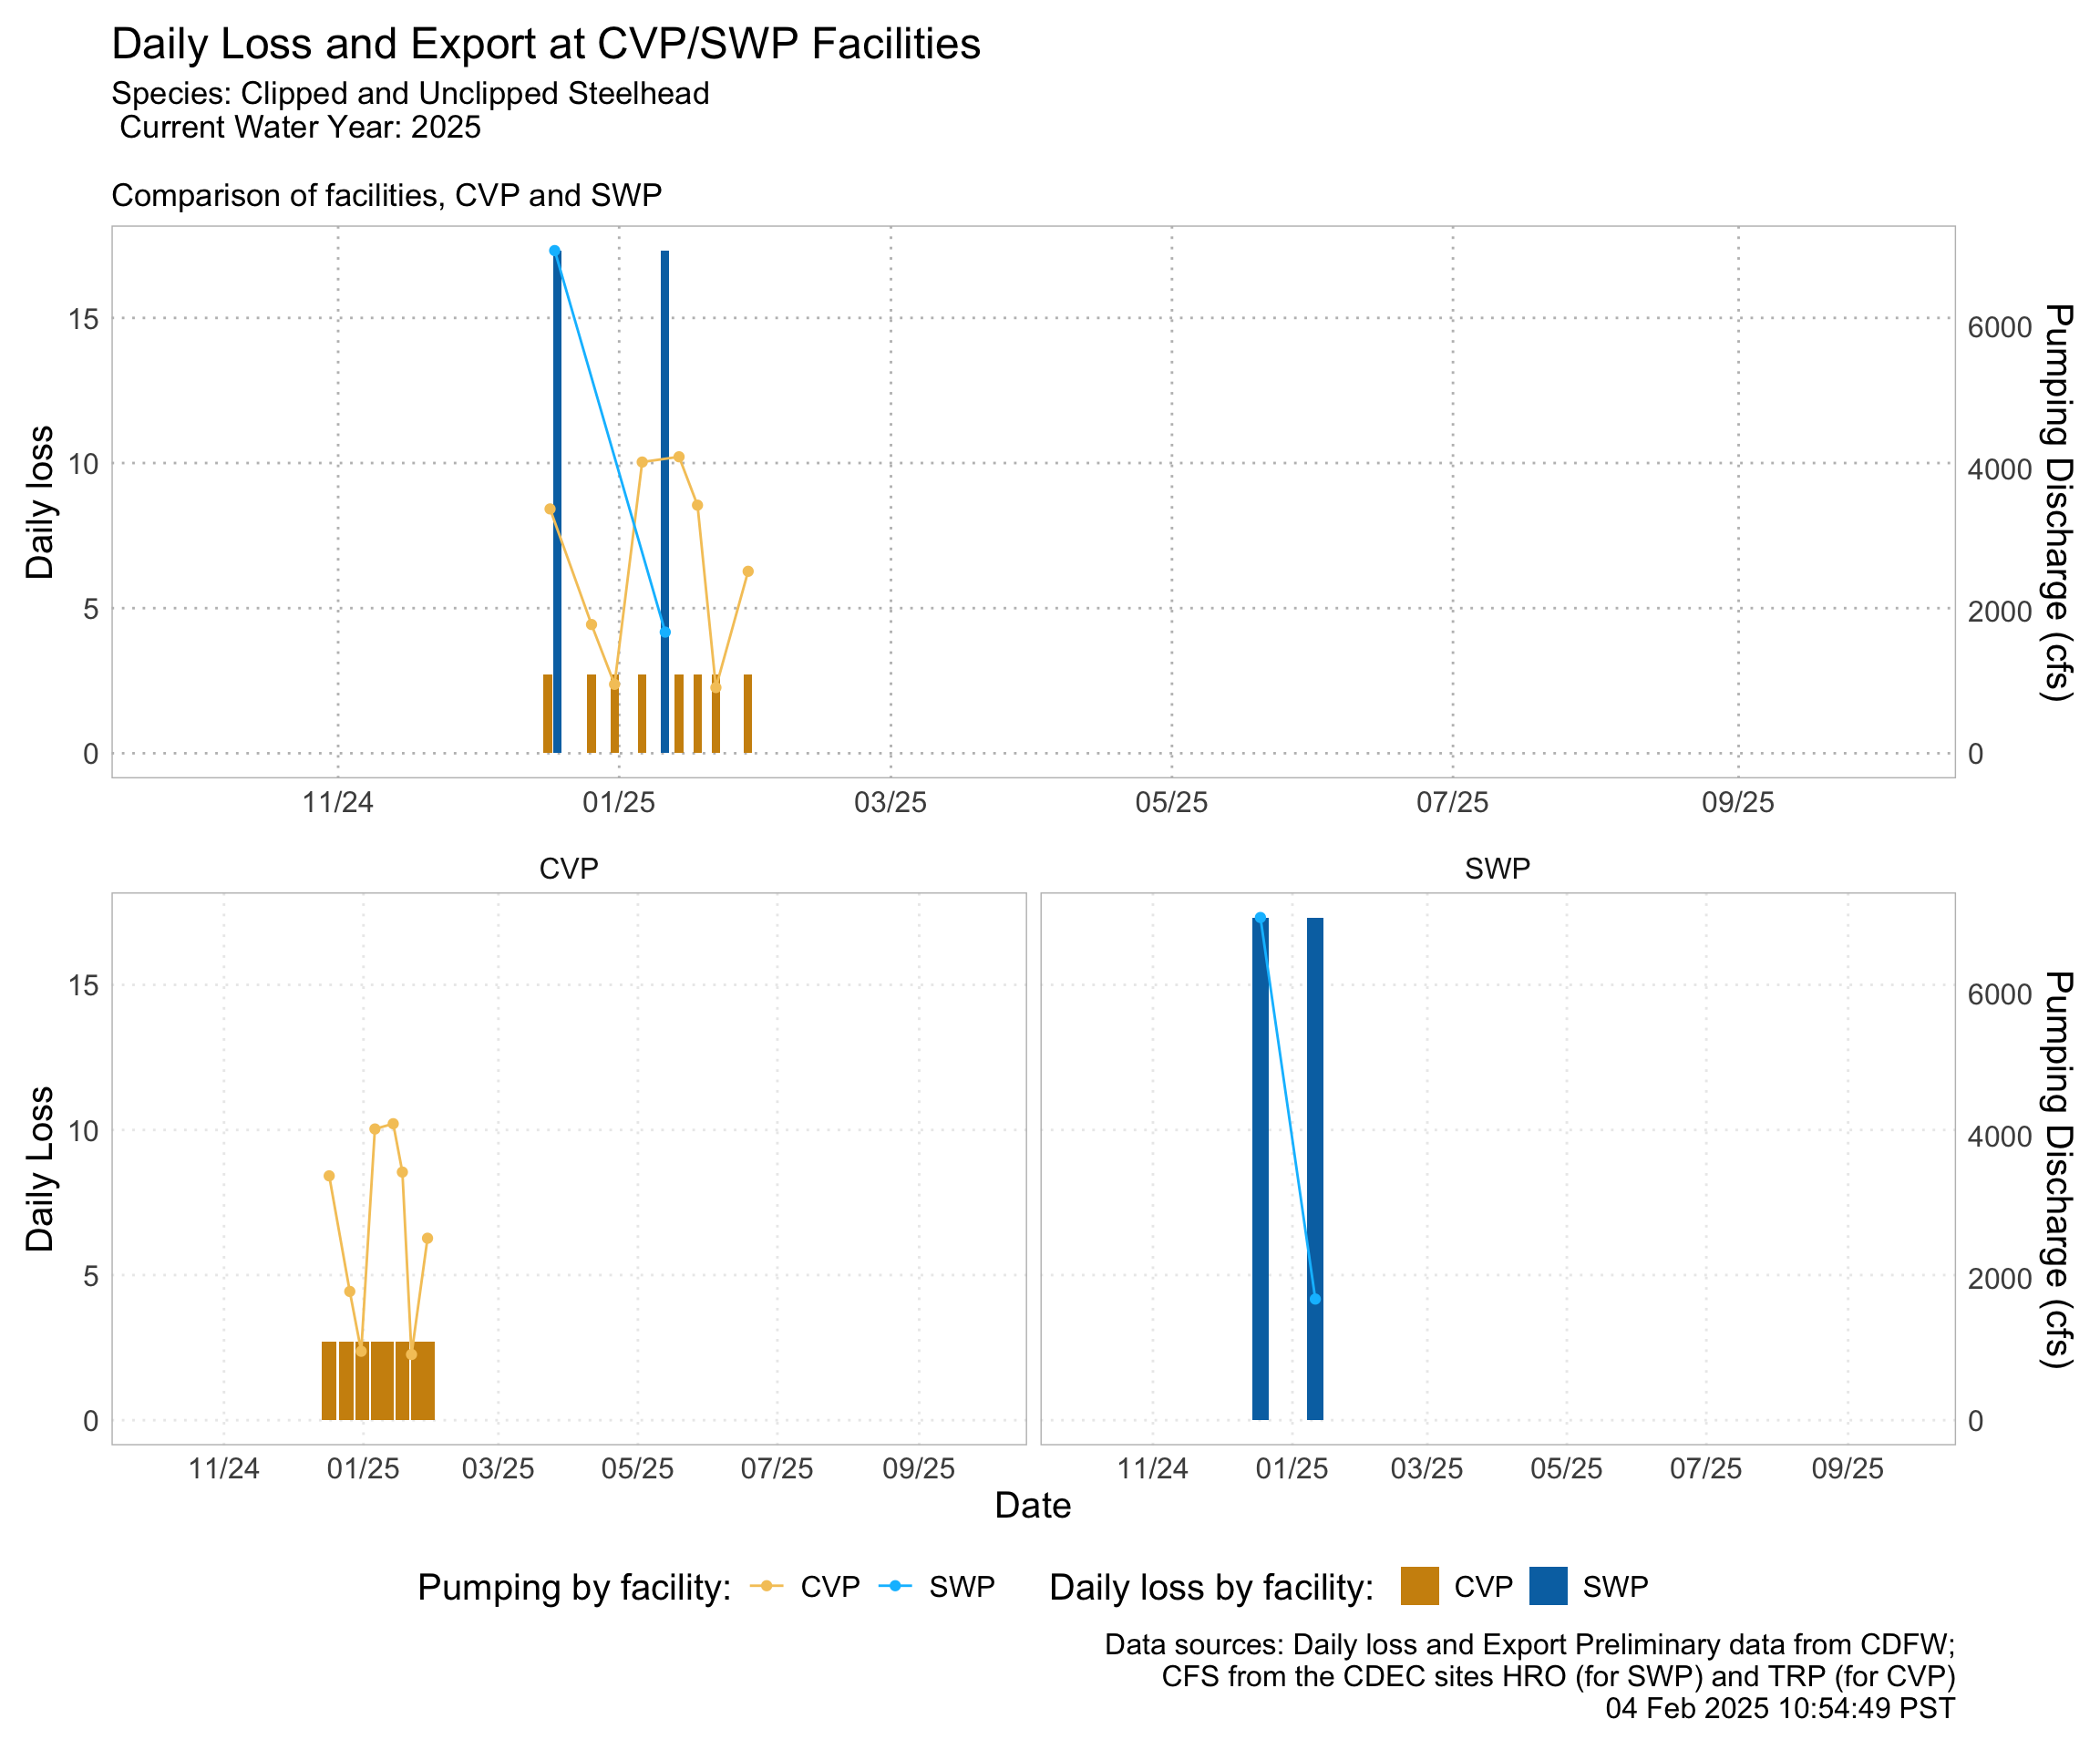 Daily Loss and Export at CVP/SWP Facilities
Species: Clipped and Unclipped Steelhead
Current Water Year: 2025
Comparison of facilities, CVP and SWP
Daily loss
15
10
5
0
6000
4000
2000
0
Pumping Discharge (cfs)
11/24 01/25 03/25 05/25 07/25 09/25
CVP
SWP
Daily Loss
15
10
5
0
6000
4000
2000
0
Pumping Discharge (cfs)
11/24 01/25 03/25 05/25 07/25 09/25
11/24 01/25 03/25 05/25 07/25 09/25
Date
Pumping by facility: CVP SWP Daily loss by facility: CVP SWP
Data sources: Daily loss and Export Preliminary data from CDFW;
CFS from the CDEC sites HRO (for SWP) and TRP (for CVP)
04 Feb 2025 10:54:49 PST